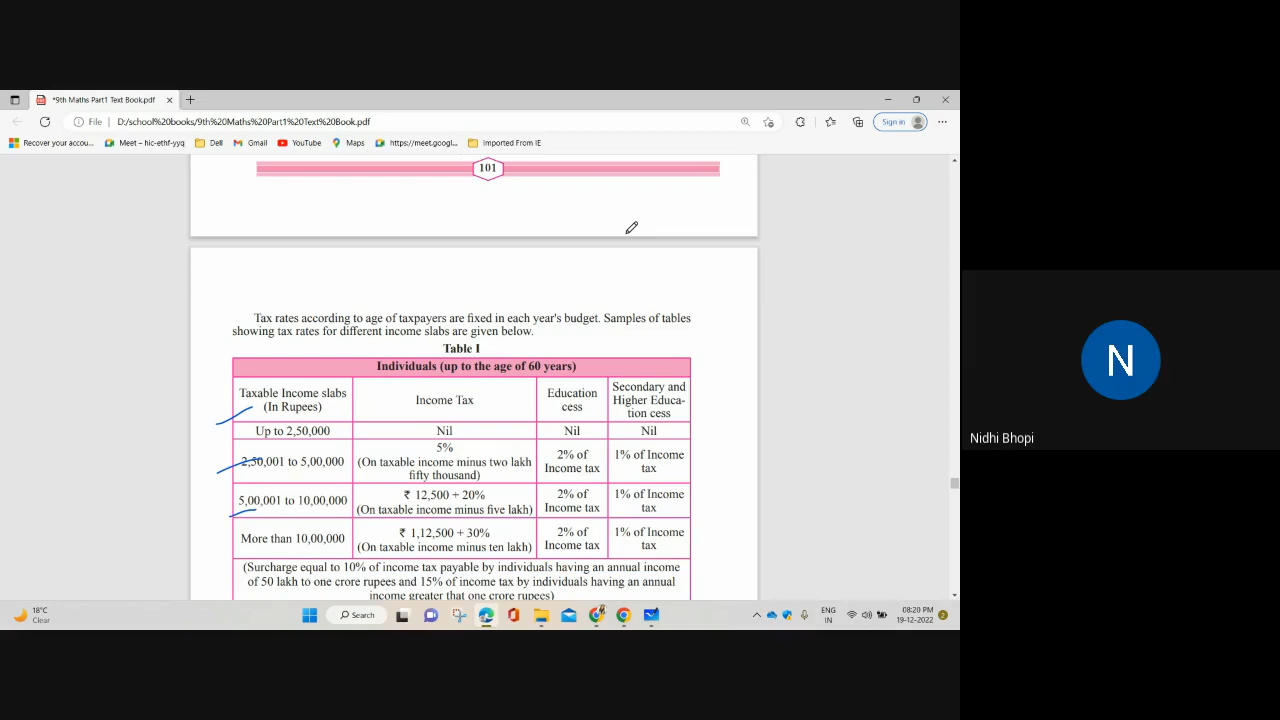 *9th Maths Part1 Text Book.pdf
File
D:/school%20books/9th%20Maths%20Part1%20Text%20Book.pdf
Sign in
Recover your accou...
Meet – hic-ethf-yyq
Dell
Gmail
YouTube
Maps
https://meet.googl...
Imported From IE
101
Tax rates according to age of taxpayers are fixed in each year's budget. Samples of tables
showing tax rates for different income slabs are given below.
Table I
Individuals (up to the age of 60 years)
Taxable Income slabs
(In Rupees)
Income Tax
Education
cess
Secondary and
Higher Educa-
tion cess
Up to 2,50,000
Nil
Nil
Nil
2,50,001 to 5,00,000
5%
(On taxable income minus two lakh
fifty thousand)
2% of
Income tax
1% of Income
tax
5,00,001 to 10,00,000
₹ 12,500 + 20%
(On taxable income minus five lakh)
2% of
Income tax
1% of Income
tax
More than 10,00,000
₹ 1,12,500 + 30%
(On taxable income minus ten lakh)
2% of
Income tax
1% of Income
tax
(Surcharge equal to 10% of income tax payable by individuals having an annual income
of 50 lakh to one crore rupees and 15% of income tax by individuals having an annual
income greater that one crore rupees)
N
Nidhi Bhopi
18°C
Clear
Search
ENG
IN
08:20 PM
19-12-2022
2